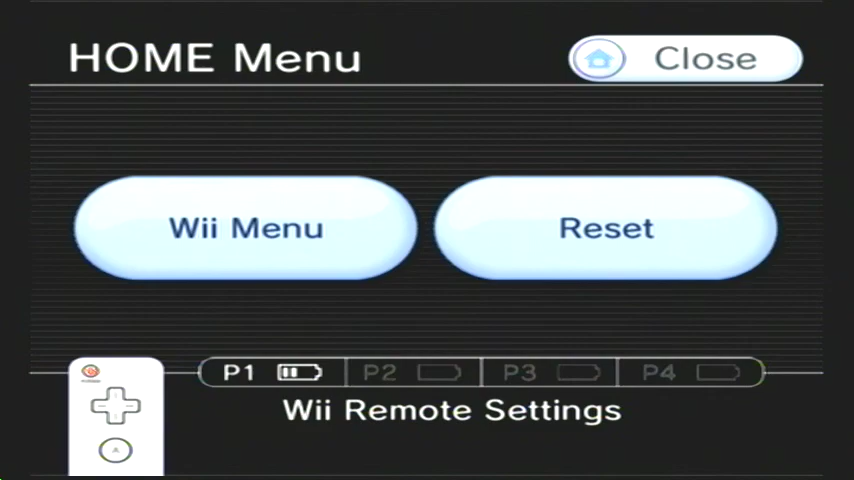 HOME Menu
Close
Wii Menu
Reset
P1 P2 P3 P4
Wii Remote Settings
A